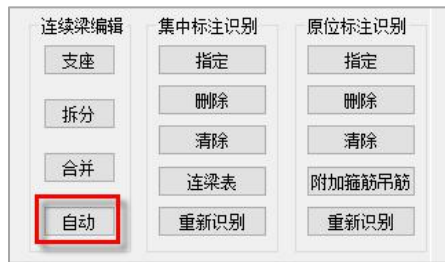 连续梁编辑
支座
拆分
合并
自动
集中标注识别
指定
删除
清除
连梁表
重新识别
原位标注识别
指定
删除
清除
附加箍筋吊筋
重新识别